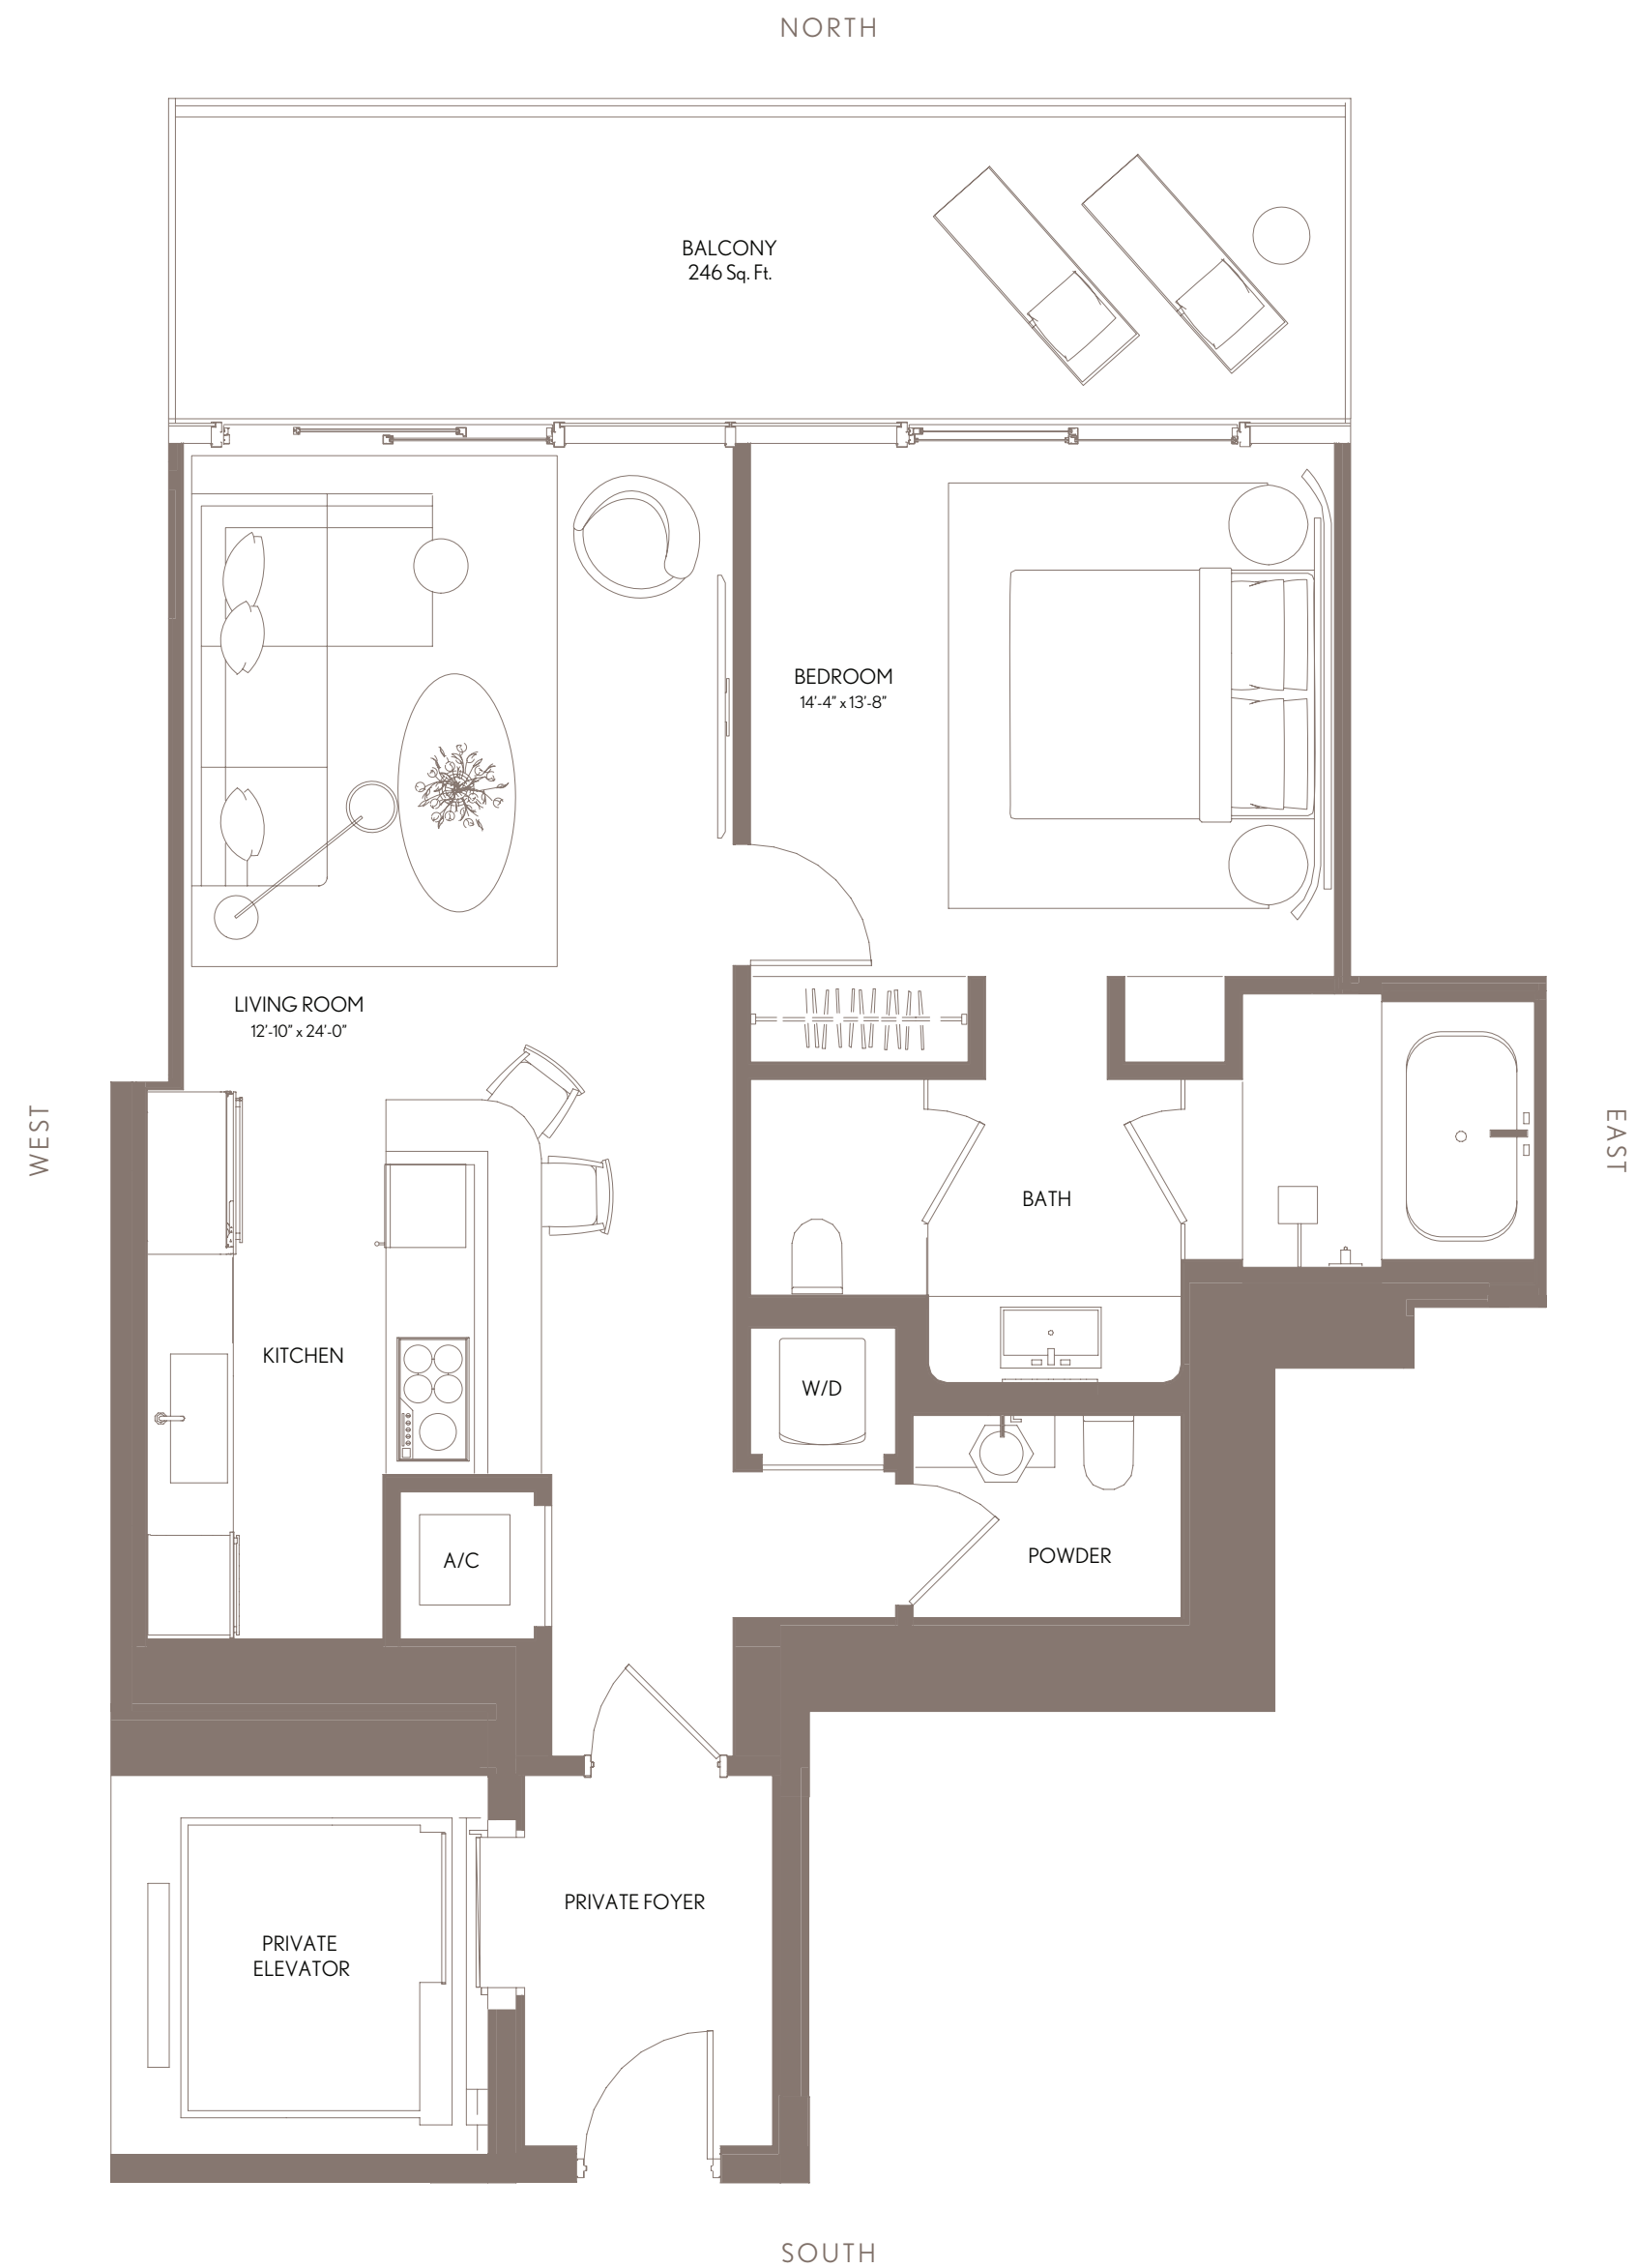 NORTH
BALCONY
246 Sq. Ft.
BEDROOM
14'-4" x 13'-8"
LIVING ROOM
12'-10" x 24'-0"
WEST
EAST
BATH
KITCHEN
W/D
A/C
POWDER
PRIVATE FOYER
PRIVATE
ELEVATOR
SOUTH